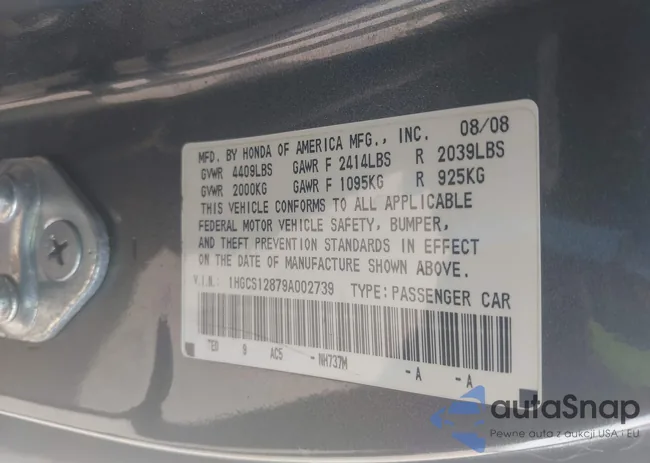 MFD. BY HONDA OF AMERICA MFG., INC. 08/08
GVWR 4409LBS GAWR F 2414LBS R 2039LBS
GVWR 2000KG GAWR F 1095KG R 925KG
THIS VEHICLE CONFORMS TO ALL APPLICABLE
FEDERAL MOTOR VEHICLE SAFETY, BUMPER,
AND THEFT PREVENTION STANDARDS IN EFFECT
ON THE DATE OF MANUFACTURE SHOWN ABOVE.
V.I.N.: 1HGCS12879A002739 TYPE: PASSENGER CAR
TE0 9 AC5 - NH737M -A -A
autaSnap
Pewne auta z aukcji USA i EU